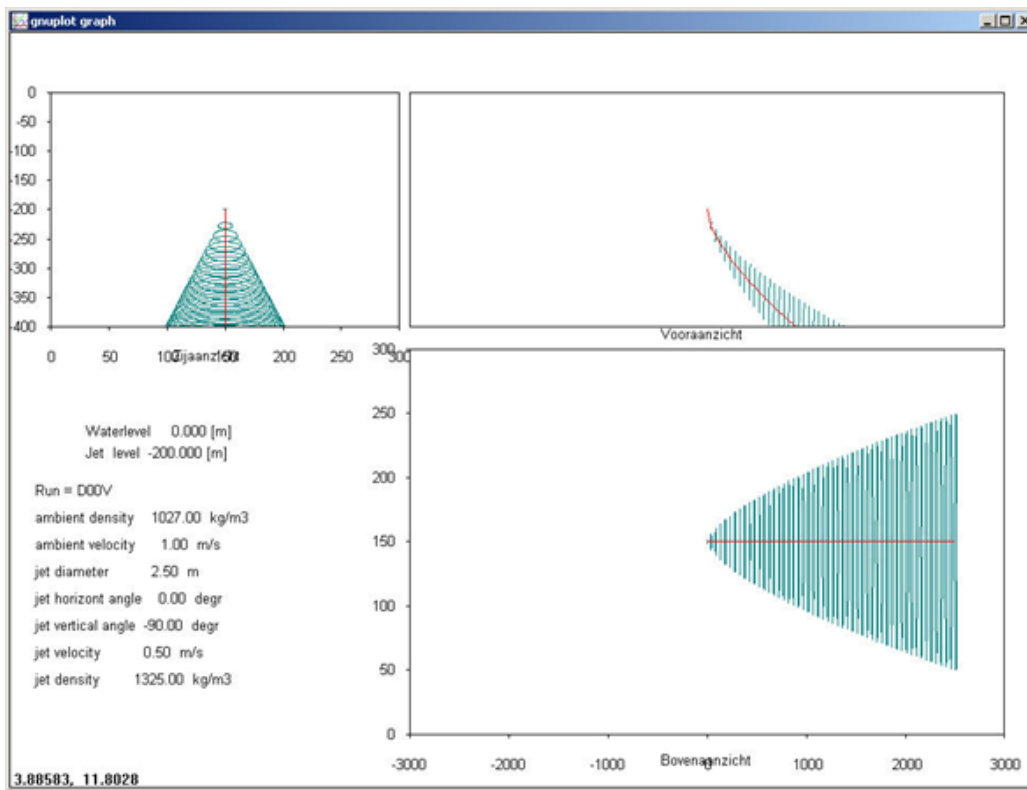 gnuplot graph
0
-50
-100
-150
-200
-250
-300
-350
-400
0 50 100 150 200 250 300
Zijaanzicht
Vooraanzicht
300
250
200
150
100
50
0
-3000 -2000 -1000 0 1000 2000 3000
Bovenaanzicht
Waterlevel 0.000 [m]
Jet level -200.000 [m]
Run = D00V
ambient density 1027.00 kg/m3
ambient velocity 1.00 m/s
jet diameter 2.50 m
jet horizont angle 0.00 degr
jet vertical angle -90.00 degr
jet velocity 0.50 m/s
jet density 1325.00 kg/m3
3.88583, 11.8028